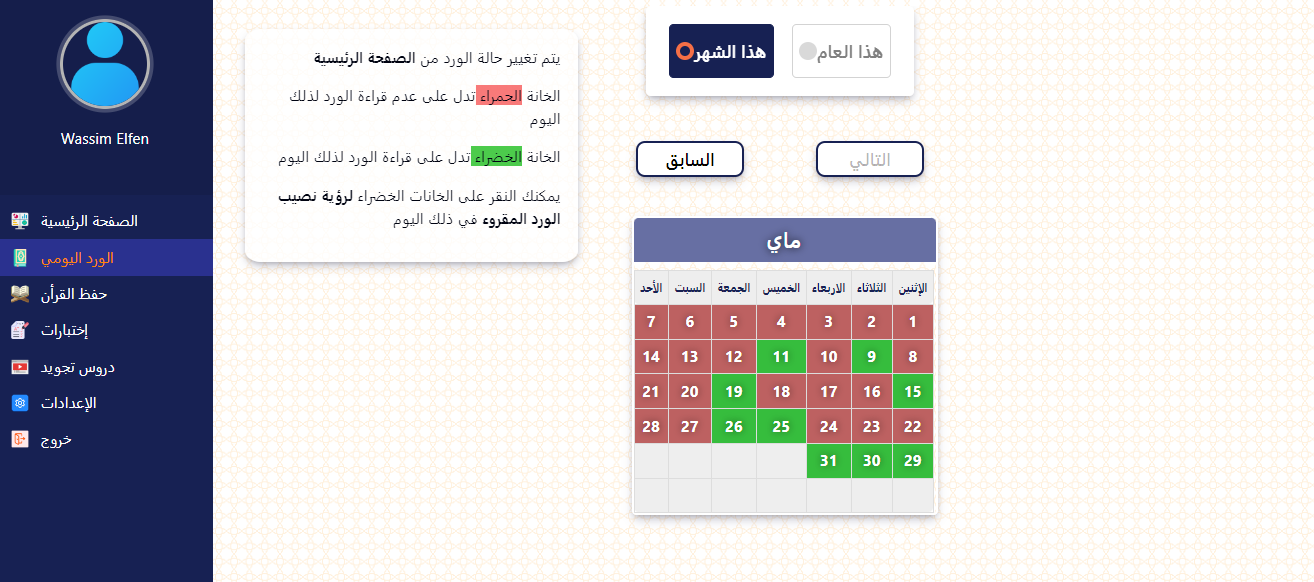 Wassim Elfen
الصفحة الرئيسية
الورد اليومي
حفظ القرأن
إختبارات
دروس تجويد
الإعدادات
خروج
يتم تغيير حالة الورد من الصفحة الرئيسية
الخانة الحمراء تدل على عدم قراءة الورد لذلك
اليوم
الخانة الخضراء تدل على قراءة الورد لذلك اليوم
يمكنك النقر على الخانات الخضراء لرؤية نصيب
الورد المقروء في ذلك اليوم
هذا العام هذا الشهر
التالي السابق
ماي
الإثنين الثلاثاء الاربعاء الخميس الجمعة السبت الأحد
1 2 3 4 5 6 7
8 9 10 11 12 13 14
15 16 17 18 19 20 21
22 23 24 25 26 27 28
29 30 31